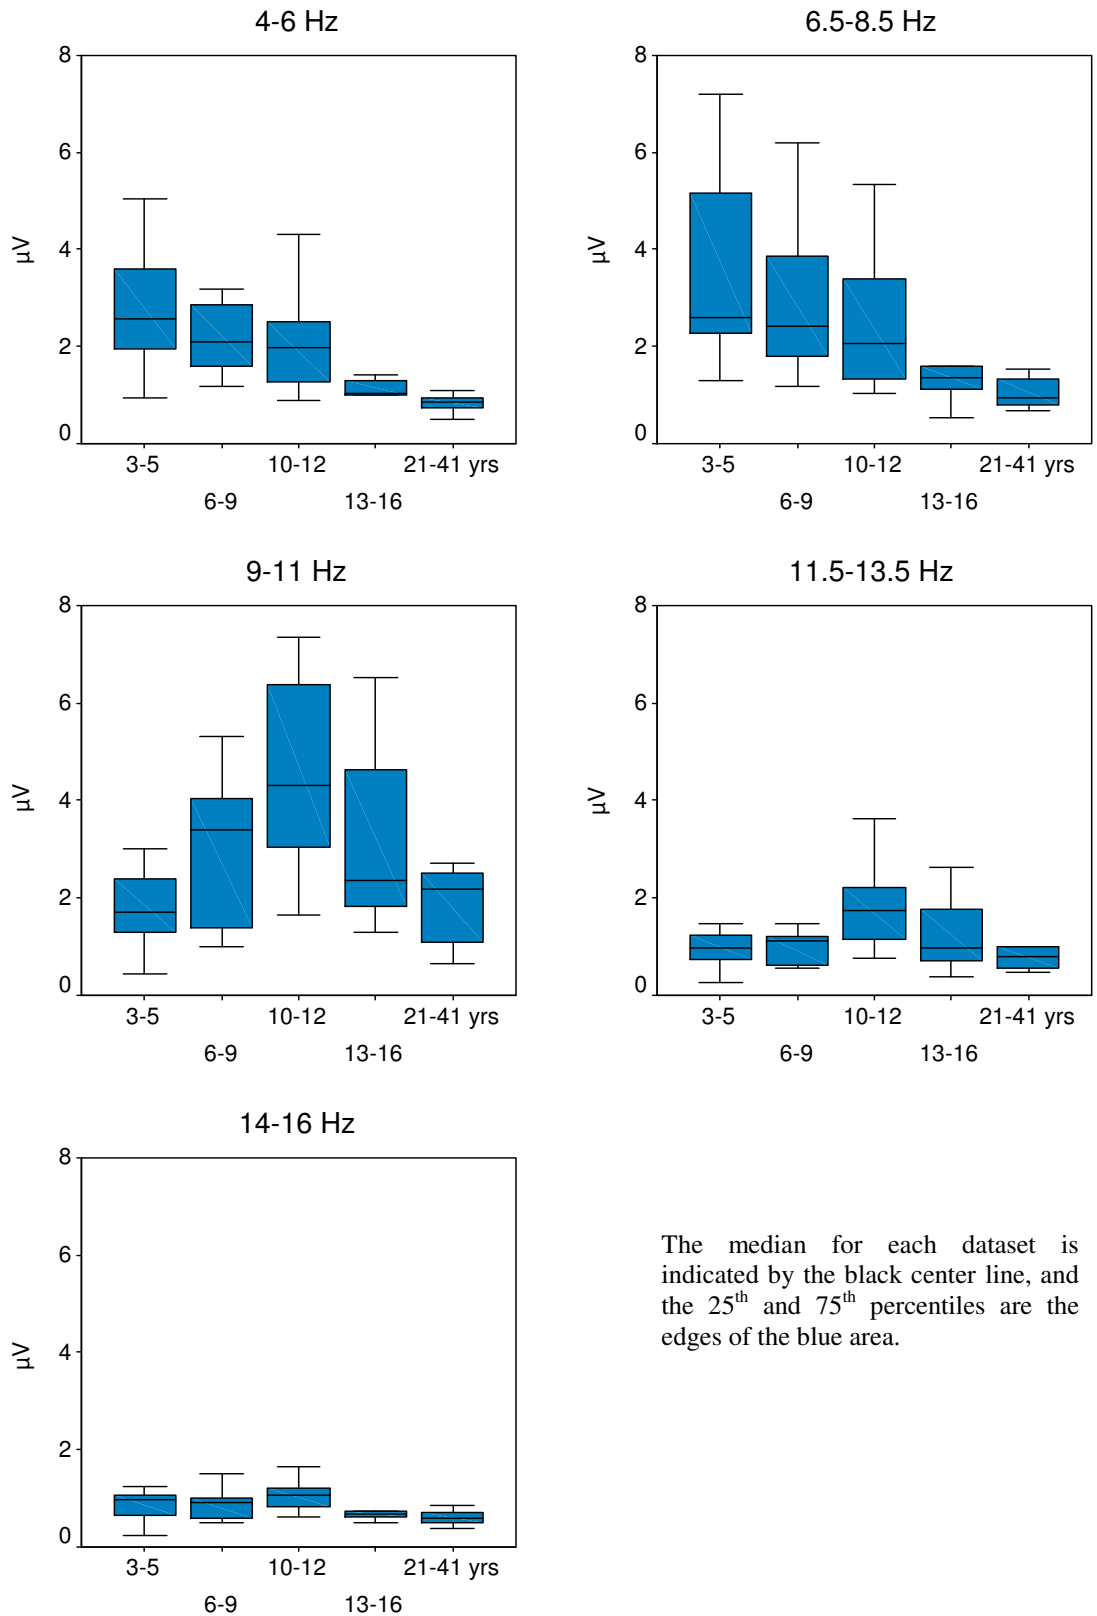 4-6 Hz
8
6
4
2
0
µV
3-5
10-12
21-41 yrs
6-9
13-16
6.5-8.5 Hz
8
6
4
2
0
µV
3-5
10-12
21-41 yrs
6-9
13-16
9-11 Hz
8
6
4
2
0
µV
3-5
10-12
21-41 yrs
6-9
13-16
11.5-13.5 Hz
8
6
4
2
0
µV
3-5
10-12
21-41 yrs
6-9
13-16
14-16 Hz
8
6
4
2
0
µV
3-5
10-12
21-41 yrs
6-9
13-16
The median for each dataset is
indicated by the black center line, and
the 25th and 75th percentiles are the
edges of the blue area.